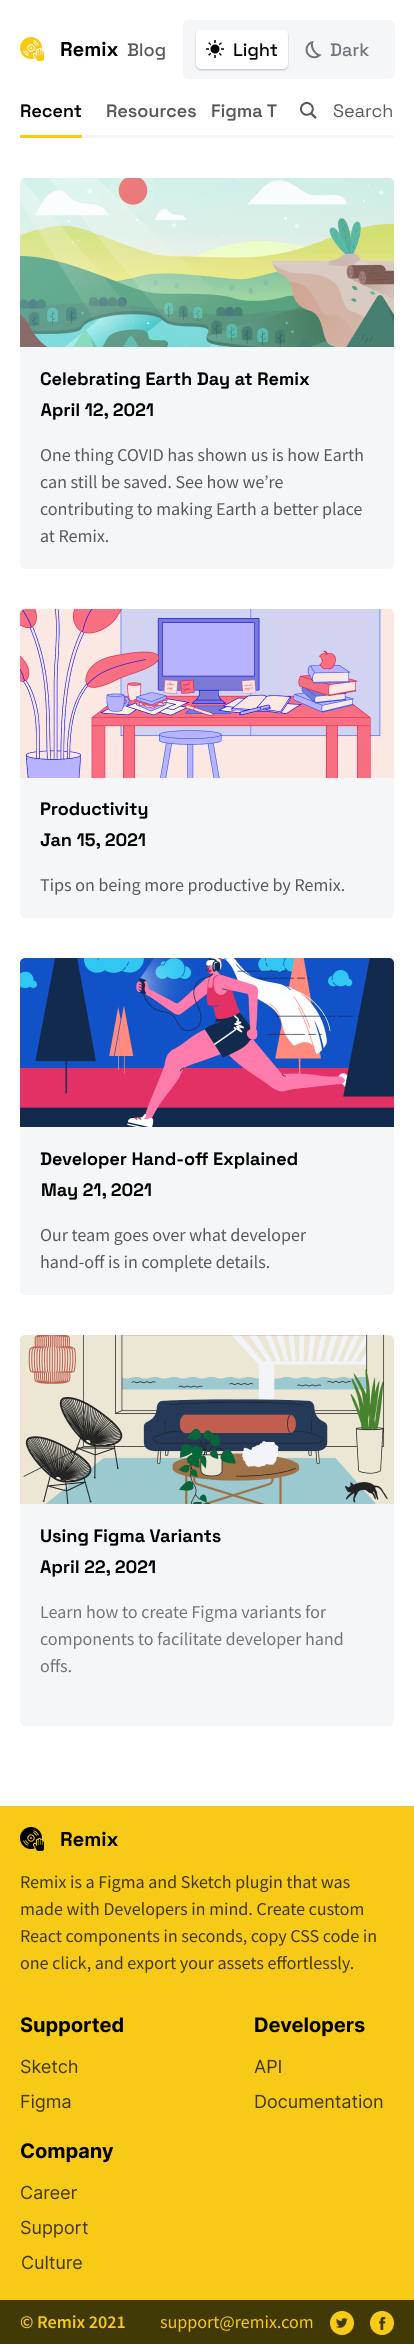 Remix Blog Light Dark
Recent Resources Figma T Search
Celebrating Earth Day at Remix
April 12, 2021
One thing COVID has shown us is how Earth
can still be saved. See how we’re
contributing to making Earth a better place
at Remix.
Productivity
Jan 15, 2021
Tips on being more productive by Remix.
Developer Hand-off Explained
May 21, 2021
Our team goes over what developer
hand-off is in complete details.
Using Figma Variants
April 22, 2021
Learn how to create Figma variants for
components to facilitate developer hand
offs.
Remix
Remix is a Figma and Sketch plugin that was
made with Developers in mind. Create custom
React components in seconds, copy CSS code in
one click, and export your assets effortlessly.
Supported
Sketch
Figma
Developers
API
Documentation
Company
Career
Support
Culture
© Remix 2021 support@remix.com